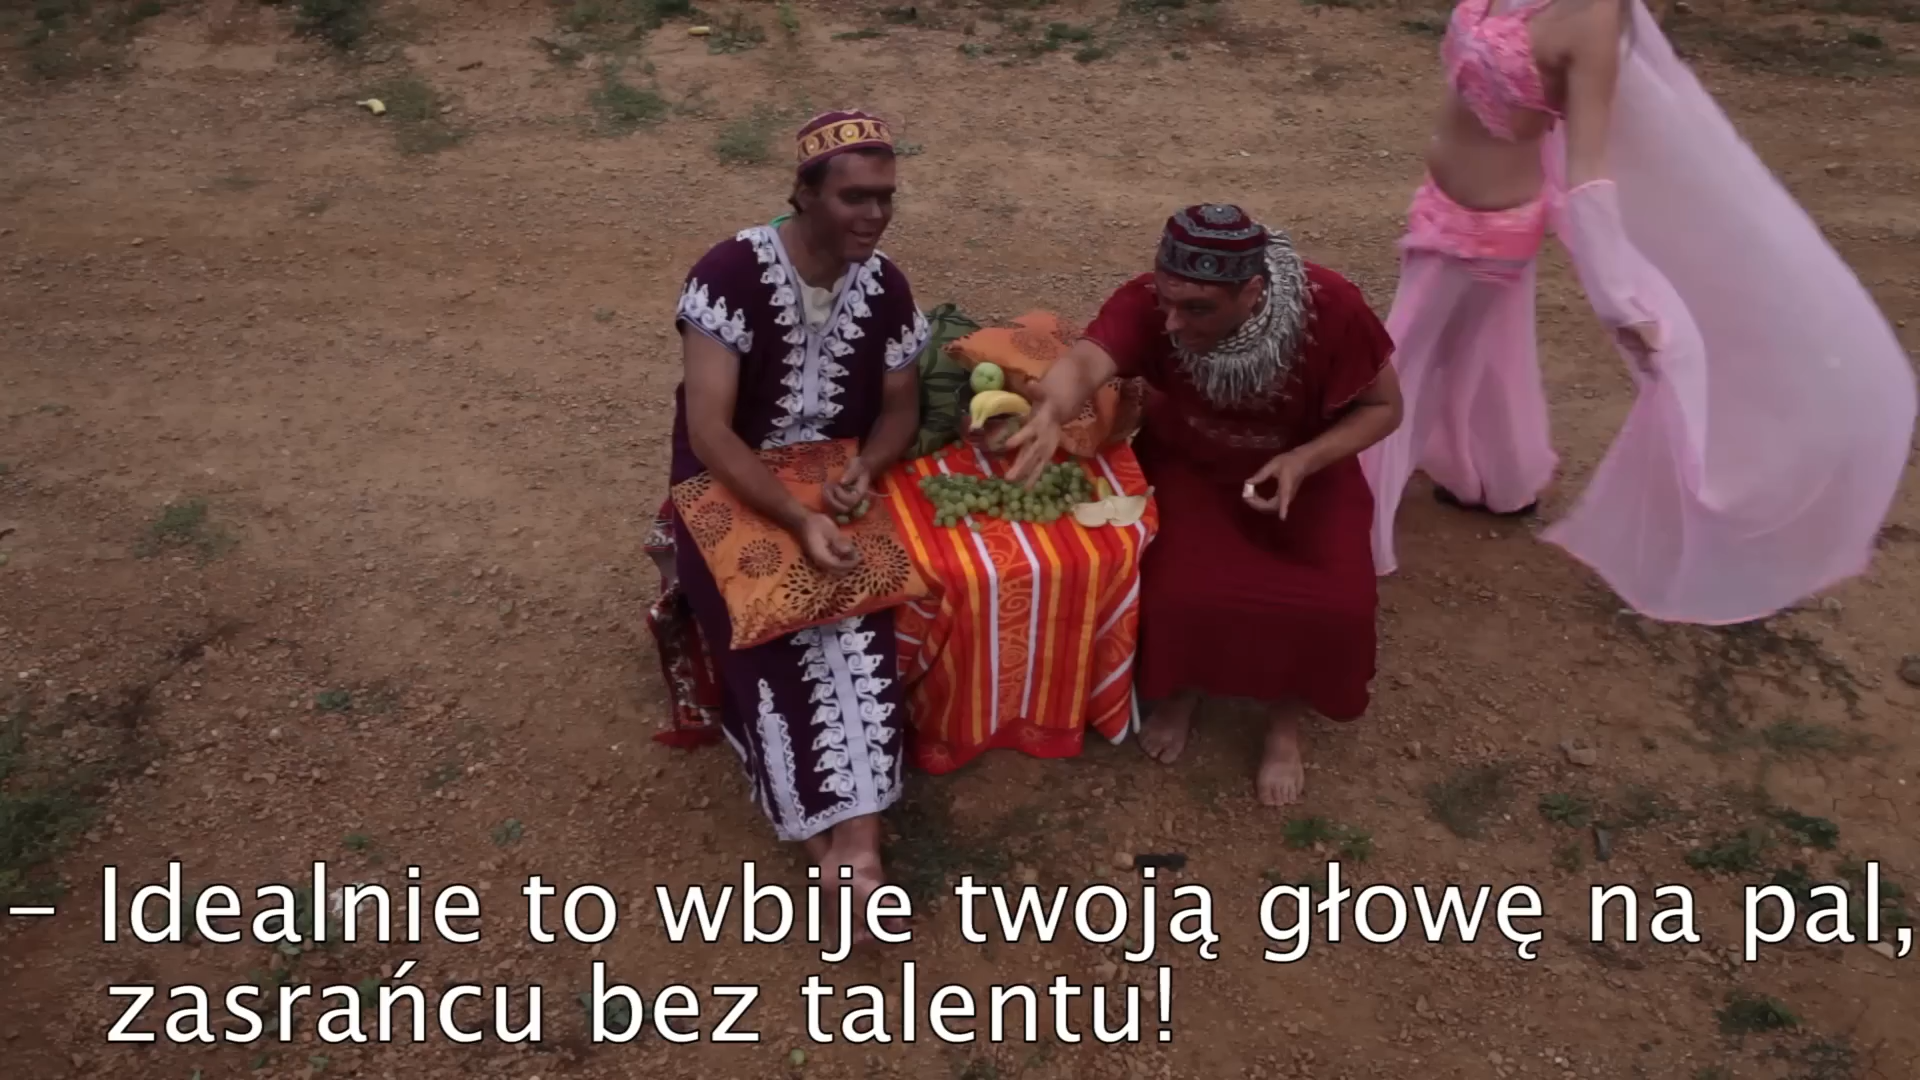 – Idealnie to wbije twoją głowę na pal,
zasrańcu bez talentu!